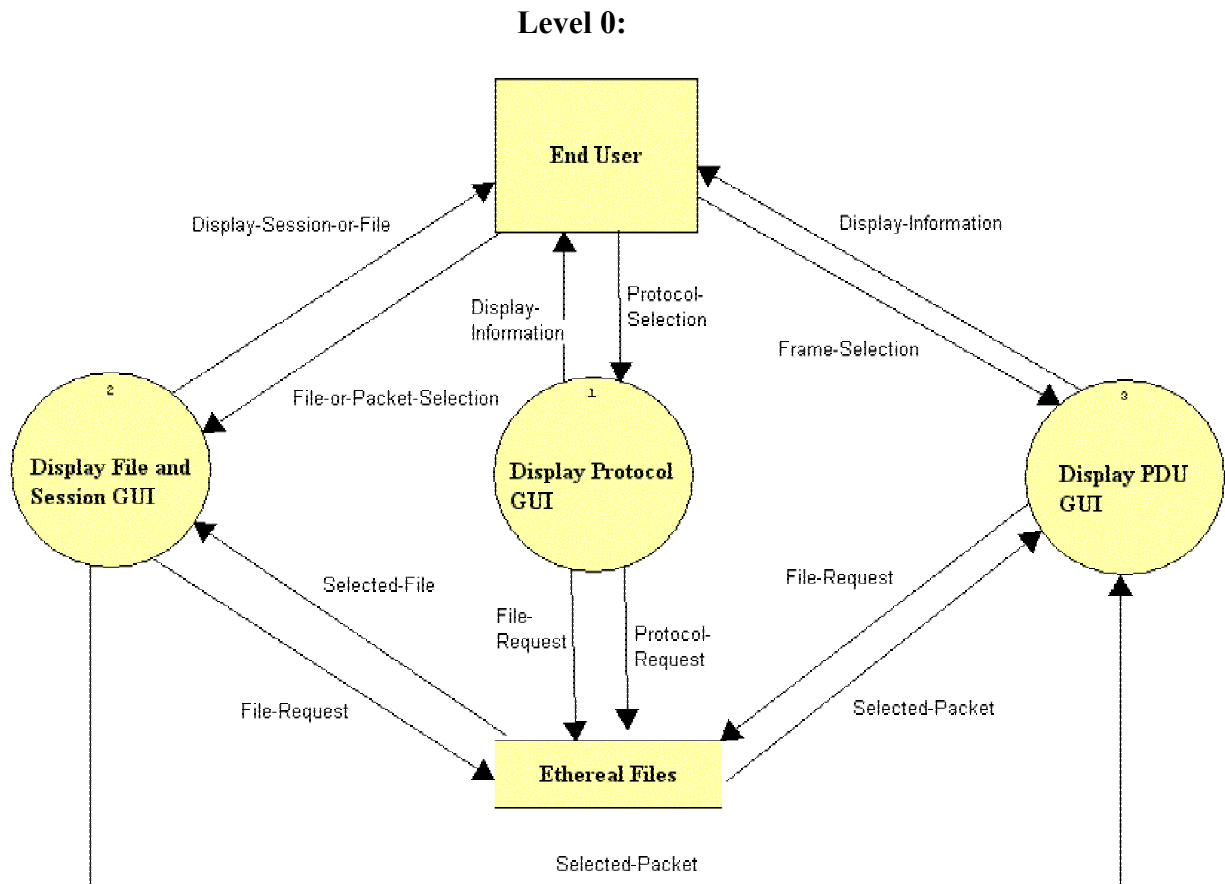 Level 0:
End User
Display-Session-or-File
Display-Information
Display-
Information
Protocol-
Selection
Frame-Selection
File-or-Packet-Selection
2
Display File and
Session GUI
1
Display Protocol
GUI
3
Display PDU
GUI
Selected-File
File-
Request
Protocol-
Request
File-Request
File-Request
Selected-Packet
Ethereal Files
Selected-Packet